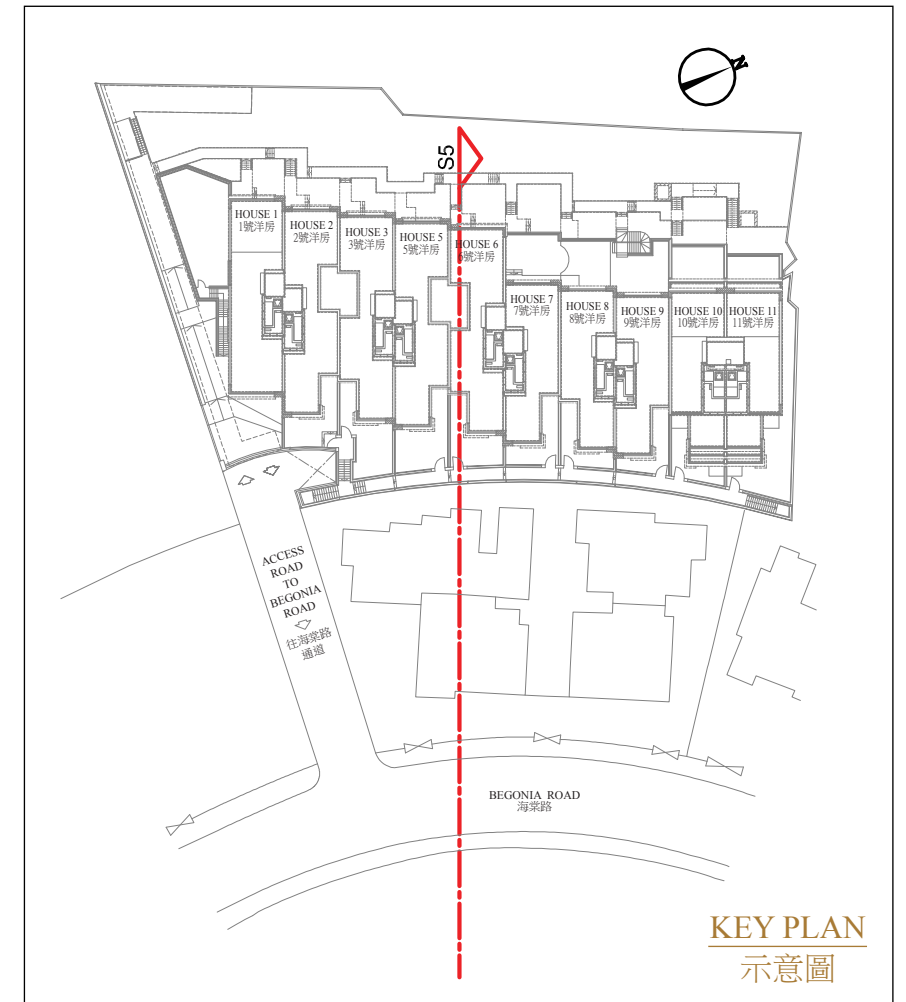 N
S5
HOUSE 1
1號洋房
HOUSE 2
2號洋房
HOUSE 3
3號洋房
HOUSE 5
5號洋房
HOUSE 6
6號洋房
HOUSE 7
7號洋房
HOUSE 8
8號洋房
HOUSE 9
9號洋房
HOUSE 10
10號洋房
HOUSE 11
11號洋房
ACCESS
ROAD
TO
BEGONIA
ROAD
往海棠路
通道
BEGONIA ROAD
海棠路
KEY PLAN
示意圖